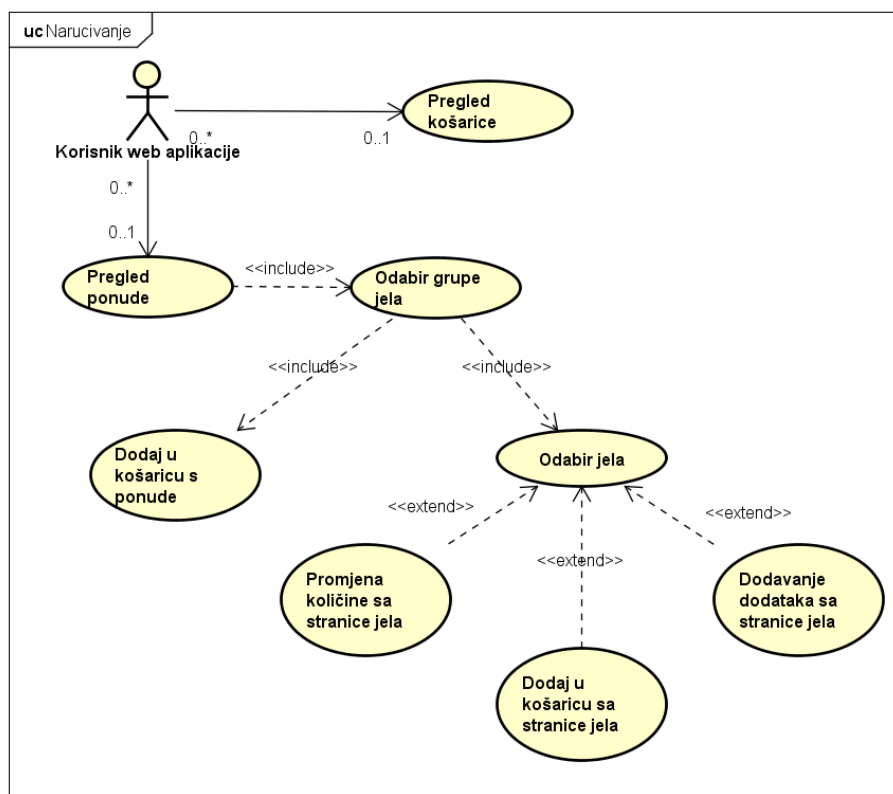 uc Narucivanje
Pregled
košarice
0..*
0..1
Korisnik web aplikacije
0..*
0..1
Pregled
ponude
<<include>>
Odabir grupe
jela
<<include>>
<<include>>
Dodaj u
košaricu s
ponude
Odabir jela
<<extend>>
<<extend>>
<<extend>>
Promjena
količine sa
stranice jela
Dodavanje
dodataka sa
stranice jela
Dodaj u
košaricu sa
stranice jela